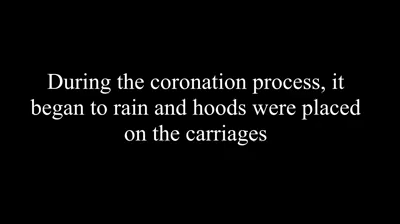 During the coronation process, it
began to rain and hoods were placed
on the carriages